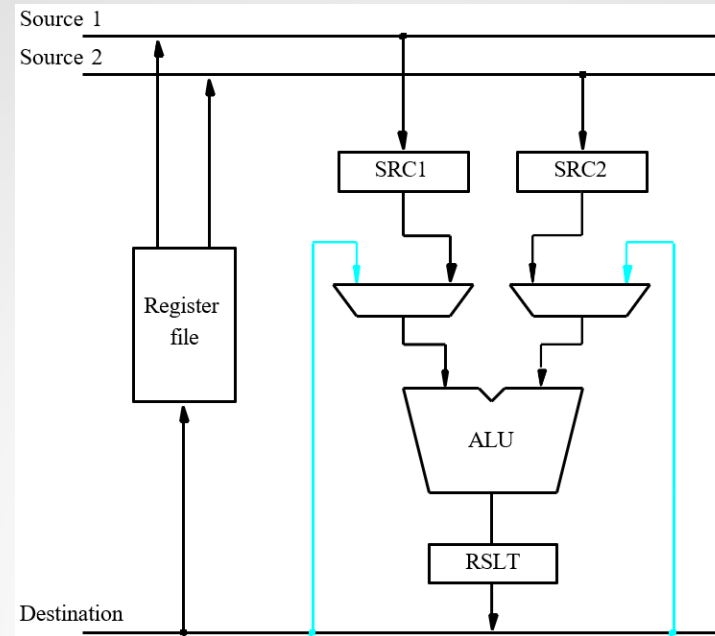 Source 1
Source 2
SRC1
SRC2
Register
file
ALU
RSLT
Destination